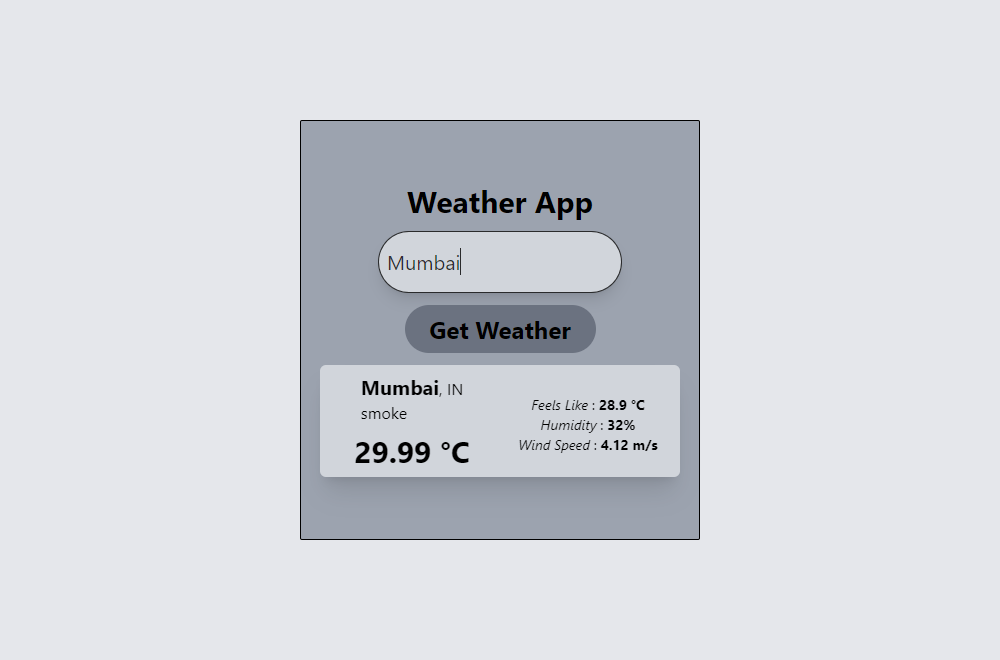 Weather App
Mumbai
Get Weather
Mumbai, IN
smoke
29.99 °C
Feels Like : 28.9 °C
Humidity : 32%
Wind Speed : 4.12 m/s